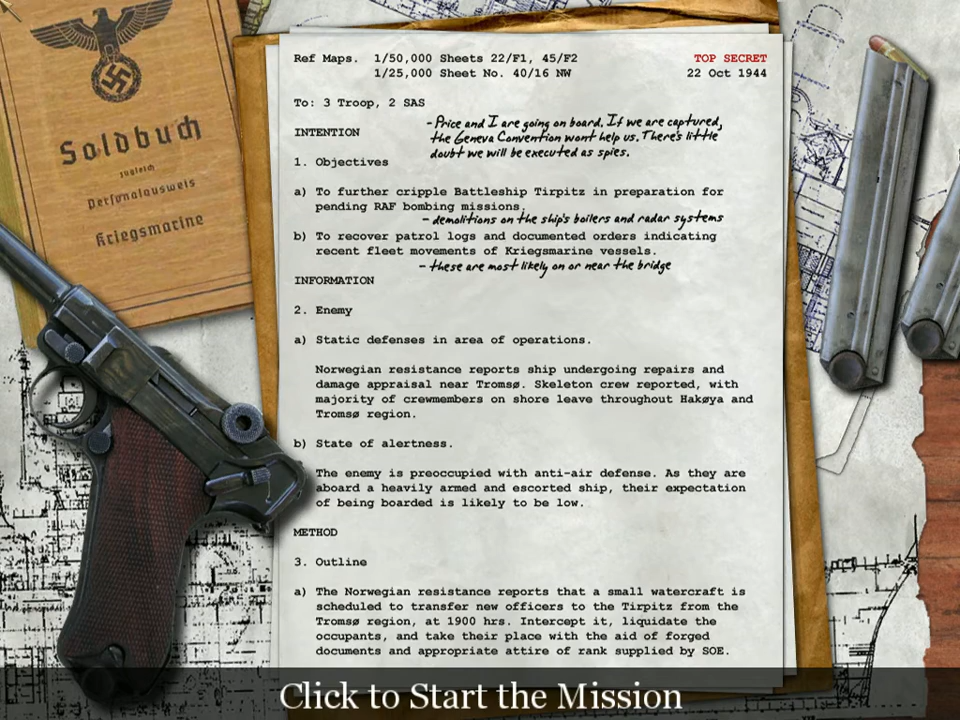 Soldbuch
zugleich
Personalausweis
Kriegsmarine
Ref Maps. 1/50,000 Sheets 22/F1, 45/F2
1/25,000 Sheet No. 40/16 NW
TOP SECRET
22 Oct 1944
To: 3 Troop, 2 SAS
- Price and I are going on board. If we are captured,
the Geneva Convention wont help us. There's little
doubt we will be executed as spies.
INTENTION
1. Objectives
a) To further cripple Battleship Tirpitz in preparation for
pending RAF bombing missions.
- demolitions on the ship's boilers and radar systems
b) To recover patrol logs and documented orders indicating
recent fleet movements of Kriegsmarine vessels.
- these are most likely on or near the bridge
INFORMATION
2. Enemy
a) Static defenses in area of operations.
Norwegian resistance reports ship undergoing repairs and
damage appraisal near Tromsø. Skeleton crew reported, with
majority of crewmembers on shore leave throughout Hakøya and
Tromsø region.
b) State of alertness.
The enemy is preoccupied with anti-air defense. As they are
aboard a heavily armed and escorted ship, their expectation
of being boarded is likely to be low.
METHOD
3. Outline
a) The Norwegian resistance reports that a small watercraft is
scheduled to transfer new officers to the Tirpitz from the
Tromsø region, at 1900 hrs. Intercept it, liquidate the
occupants, and take their place with the aid of forged
documents and appropriate attire of rank supplied by SOE.
Click to Start the Mission